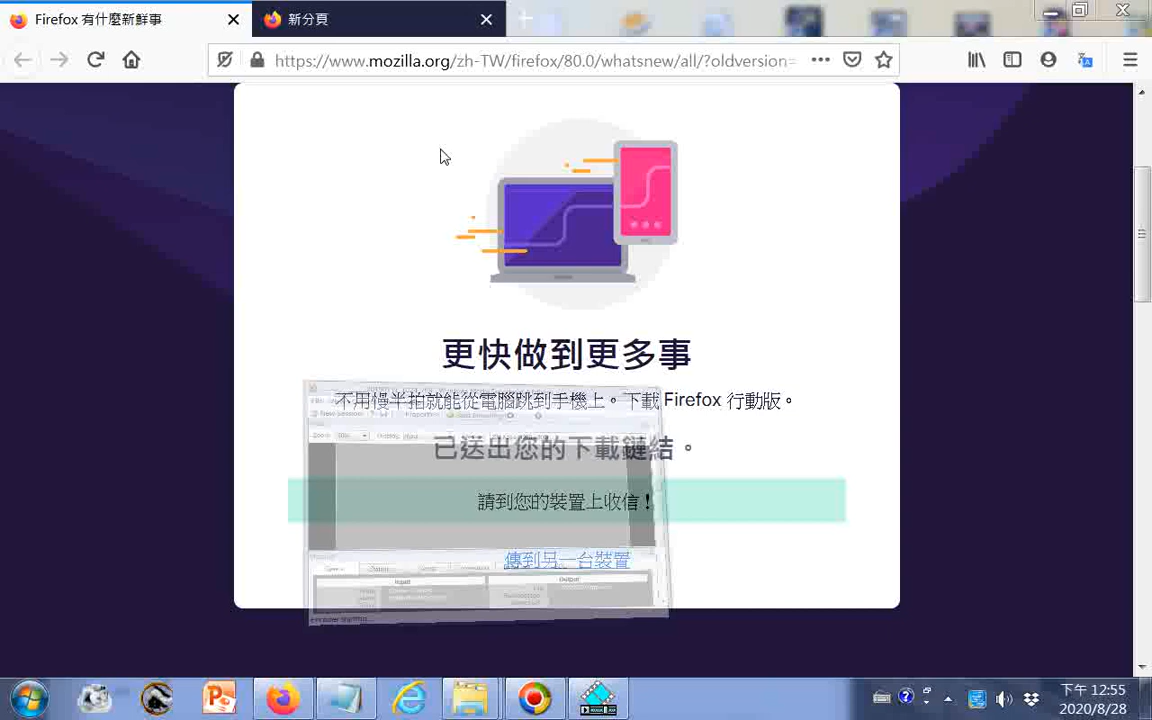 Firefox 有什麼新鮮事
新分頁
https://www.mozilla.org/zh-TW/firefox/80.0/whatsnew/all/?oldversion=
更快做到更多事
不用慢半拍就能從電腦跳到手機上。下載 Firefox 行動版。
已送出您的下載鏈結。
請到您的裝置上收信！
傳到另一台裝置
Input
Output
下午 12:55
2020/8/28